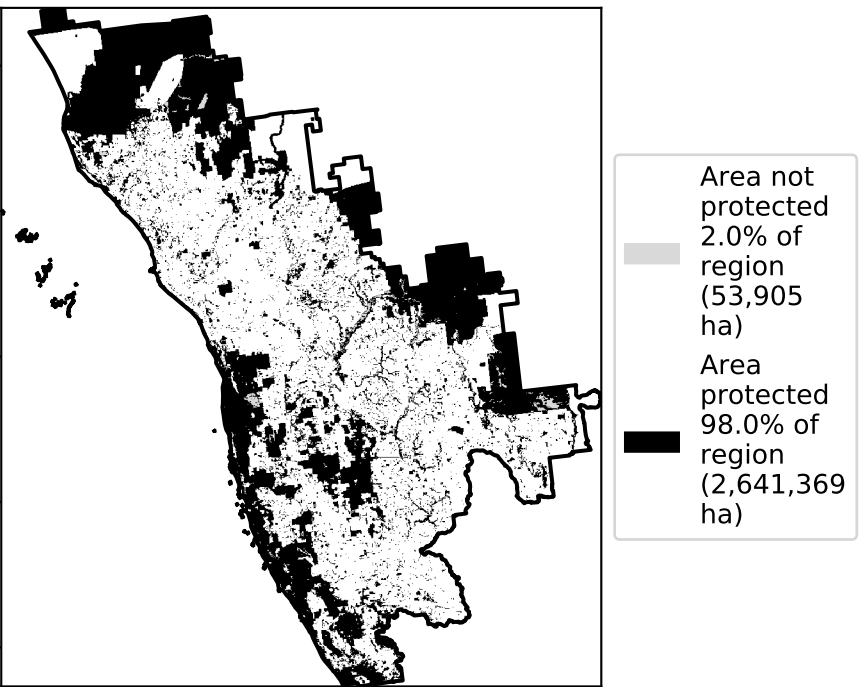 Area not
protected
2.0% of
region
(53,905
ha)
Area
protected
98.0% of
region
(2,641,369
ha)